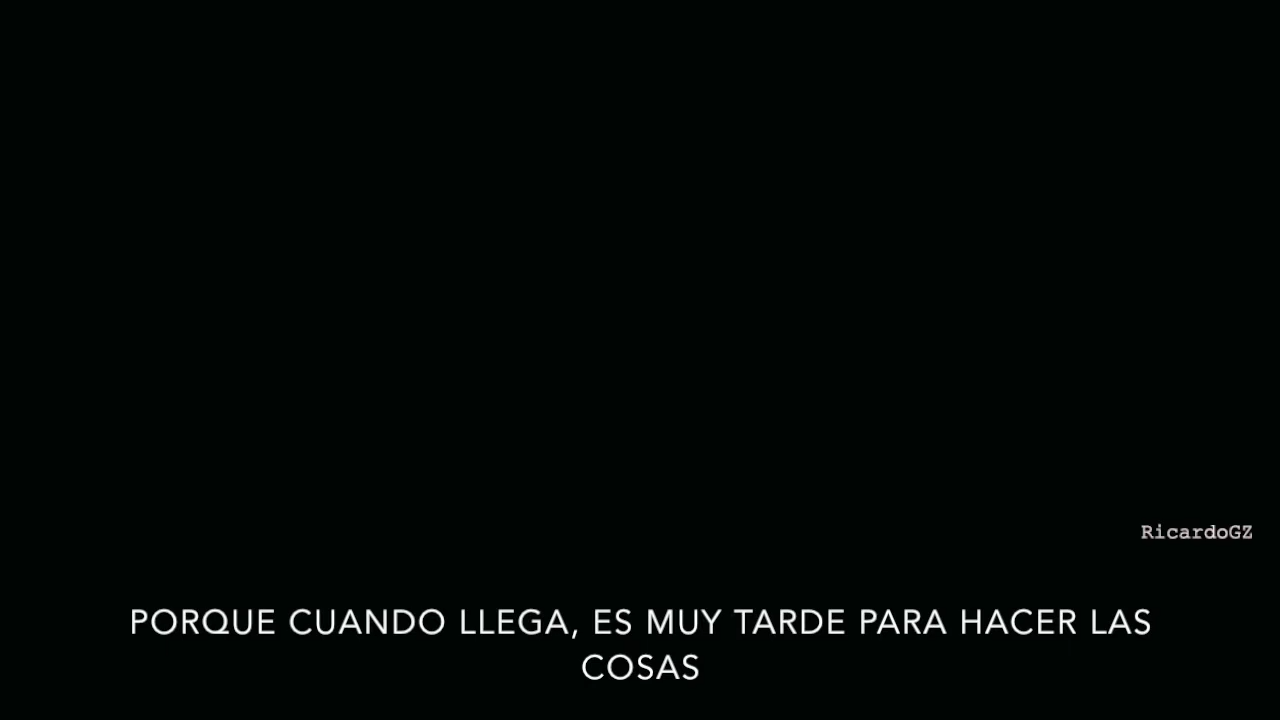 RicardoGZ
PORQUE CUANDO LLEGA, ES MUY TARDE PARA HACER LAS
COSAS